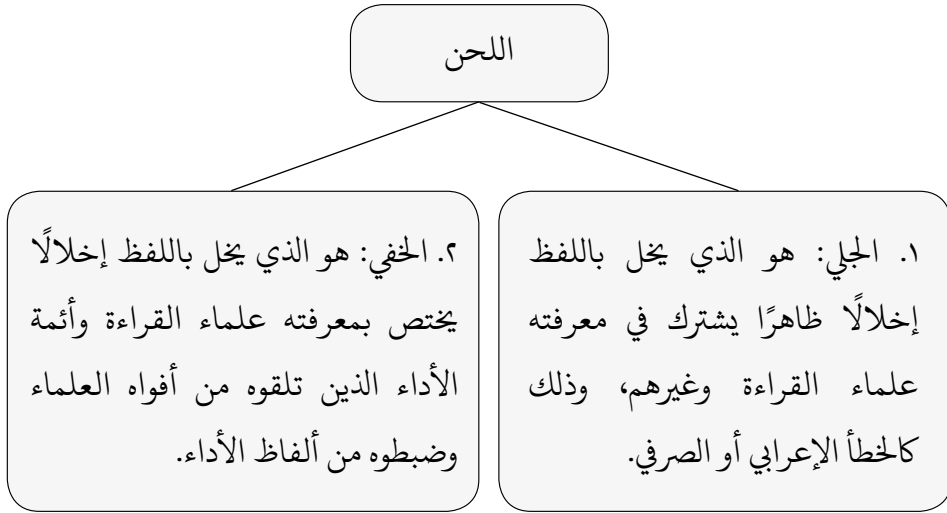 اللحن
١. الجلي: هو الذي يخل باللفظ
إخلالًا ظاهرًا يشترك في معرفته
علماء القراءة وغيرهم، وذلك
كالخطأ الإعرابي أو الصرفي.
٢. الخفي: هو الذي يخل باللفظ إخلالًا
يختص بمعرفته علماء القراءة وأئمة
الأداء الذين تلقوه من أفواه العلماء
وضبطوه من ألفاظ الأداء.